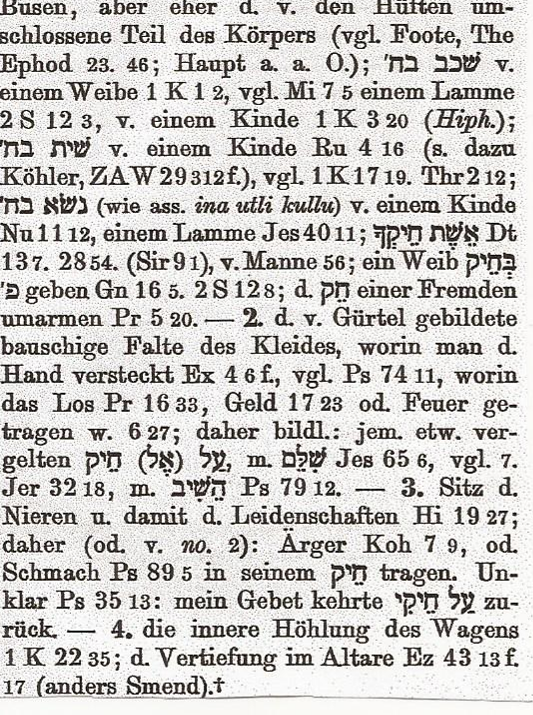 Busen, aber eher d. v. den Hüften um-
schlossene Teil des Körpers (vgl. Foote, The
Ephod 23. 46; Haupt a. a. O.); שׁכב בח׳ v.
einem Weibe 1 K 1 2, vgl. Mi 7 5 einem Lamme
2 S 12 3, v. einem Kinde 1 K 3 20 (Hiph.);
שׁית בח׳ v. einem Kinde Ru 4 16 (s. dazu
Köhler, ZAW 29 312 f.), vgl. 1 K 17 19. Thr 2 12;
נשׂא בח׳ (wie ass. ina utli kullu) v. einem Kinde
Nu 11 12, einem Lamme Jes 40 11; אֵשֶׁת חֵיקֶךָ Dt
13 7. 28 54. (Sir 9 1), v. Manne 56; ein Weib בְּחֵיק
פ׳ geben Gn 16 5. 2 S 12 8; d. חֵק einer Fremden
umarmen Pr 5 20. — 2. d. v. Gürtel gebildete
bauschige Falte des Kleides, worin man d.
Hand versteckt Ex 4 6 f., vgl. Ps 74 11, worin
das Los Pr 16 33, Geld 17 23 od. Feuer ge-
tragen w. 6 27; daher bildl.: jem. etw. ver-
gelten עַל (אֶל) חֵיק, m. שִׁלֵּם Jes 65 6, vgl. 7.
Jer 32 18, m. הֵשִׁיב Ps 79 12. — 3. Sitz d.
Nieren u. damit d. Leidenschaften Hi 19 27;
daher (od. v. no. 2): Ärger Koh 7 9, od.
Schmach Ps 89 5 in seinem חֵיק tragen. Un-
klar Ps 35 13: mein Gebet kehrte עַל חֵיקִי zu-
rück. — 4. die innere Höhlung des Wagens
1 K 22 35; d. Vertiefung im Altare Ez 43 13 f.
17 (anders Smend).†